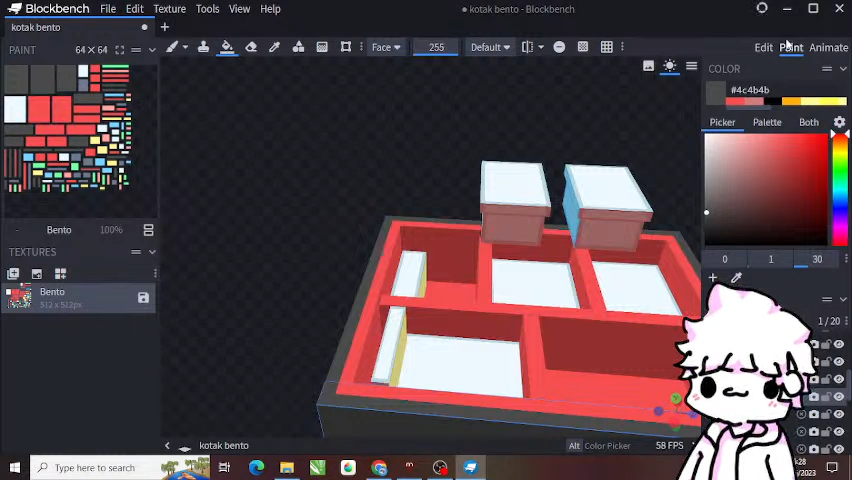 Blockbench File Edit Texture Tools View Help
kotak bento - Blockbench
kotak bento
PAINT 64 × 64
Face 255 Default
Edit Paint Animate
COLOR
#4c4b4b
Picker Palette Both
0 1 30
Bento 100%
TEXTURES
Bento
512 x 512px
1 / 20
kotak bento
Alt Color Picker 58 FPS
Type here to search